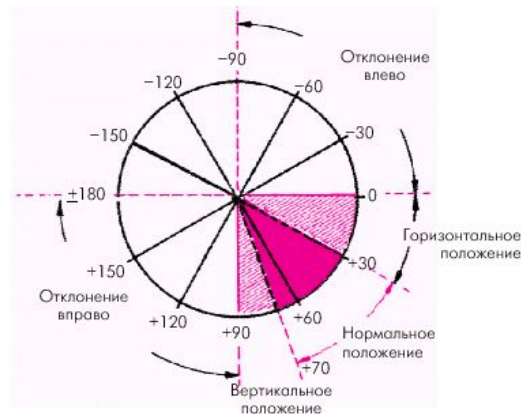 Отклонение
влево
−90
−120
−60
−150
−30
±180
0
Горизонтальное
положение
+150
+30
Отклонение
вправо
+120
+60
+90
Нормальное
положение
+70
Вертикальное
положение